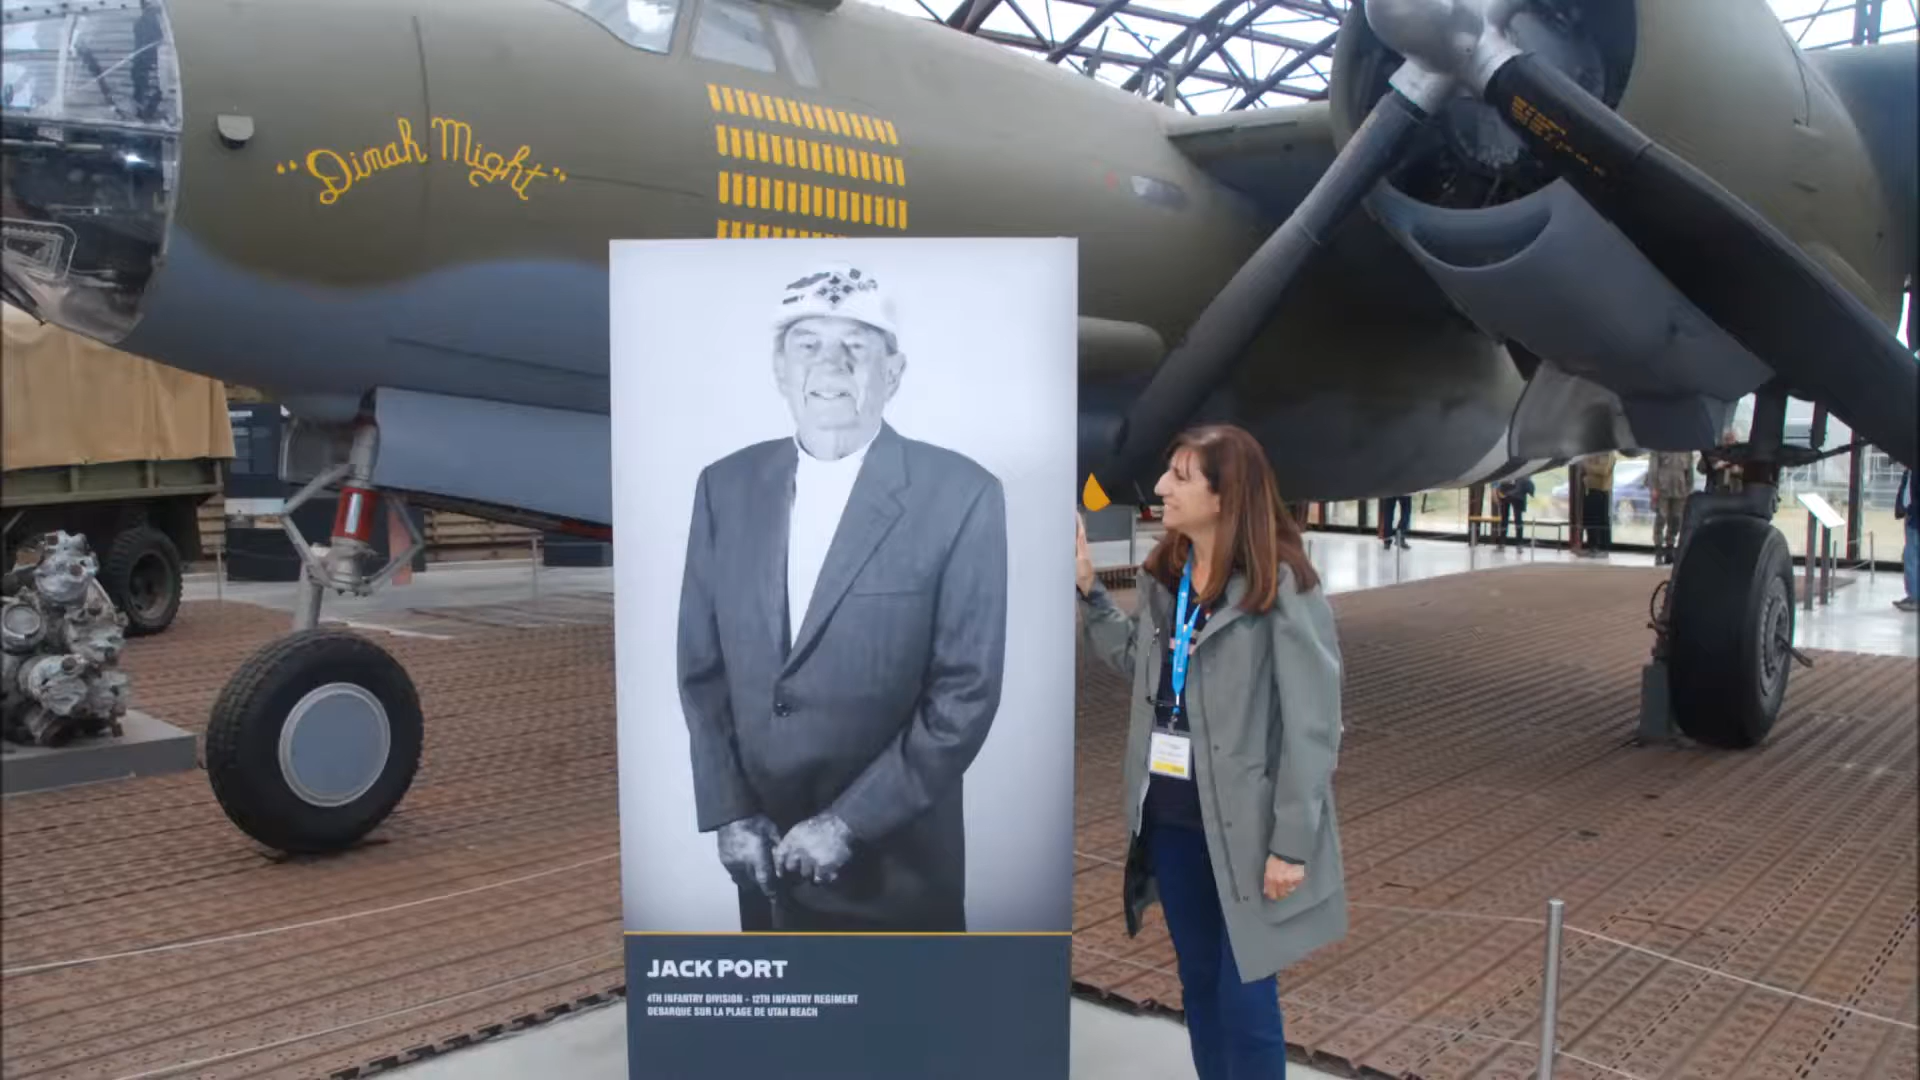 "Dinah Might"
JACK PORT
4TH INFANTRY DIVISION - 12TH INFANTRY REGIMENT
DEBARQUE SUR LA PLAGE DE UTAH BEACH